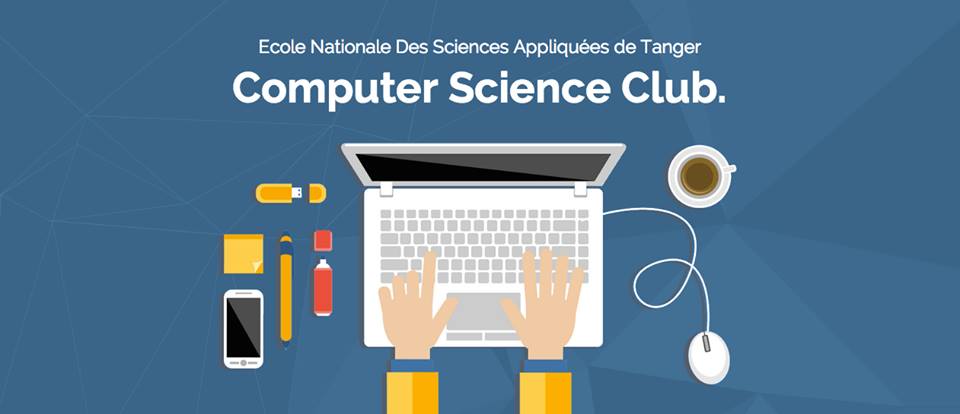 Ecole Nationale Des Sciences Appliquées de Tanger
Computer Science Club.